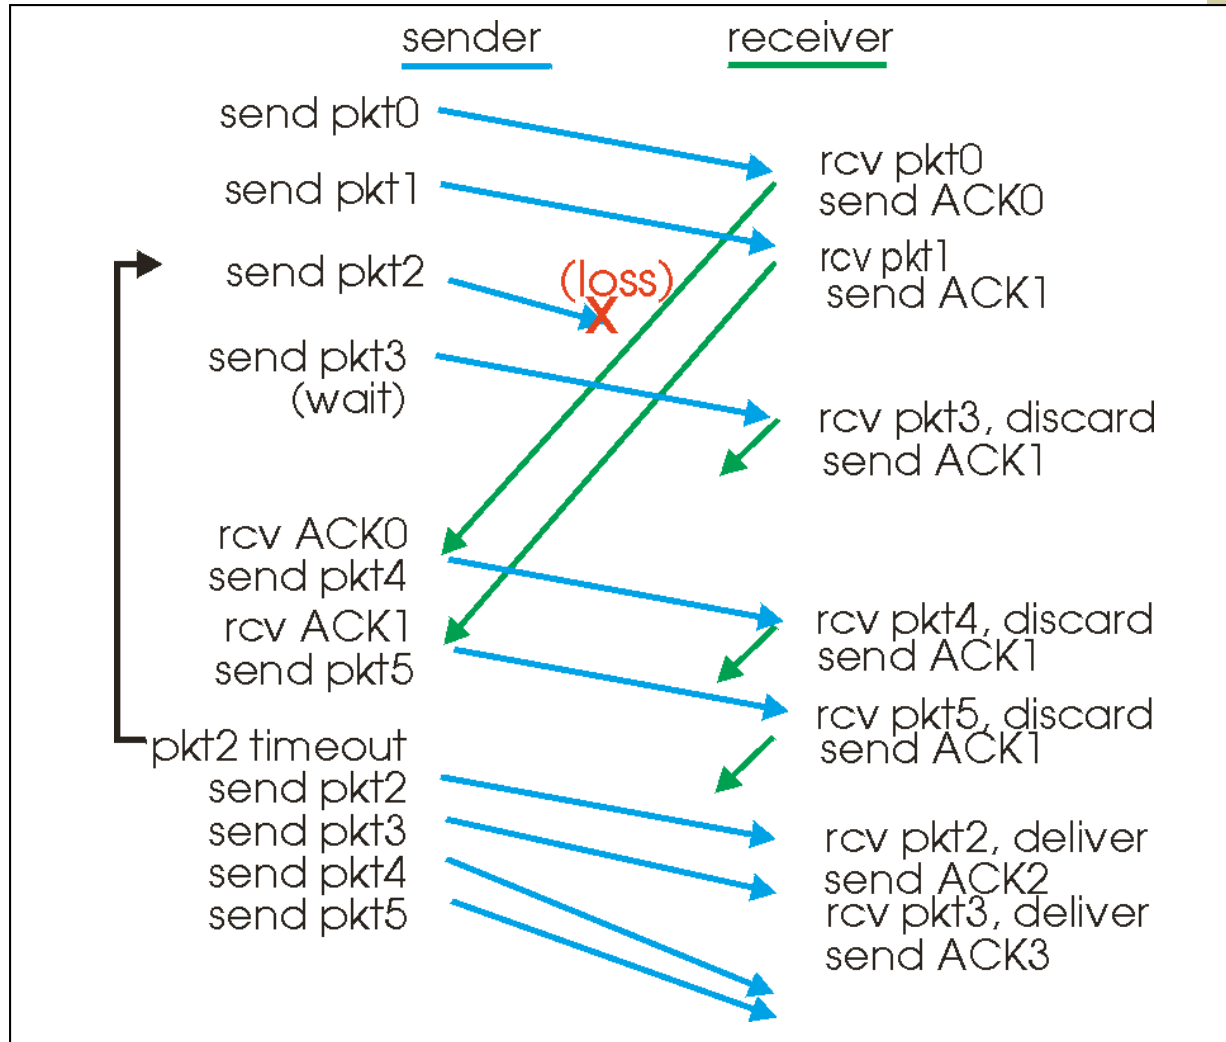 sender
receiver
send pkt0
send pkt1
send pkt2
send pkt3
(wait)
(loss)
X
rcv pkt0
send ACK0
rcv pkt1
send ACK1
rcv pkt3, discard
send ACK1
rcv ACK0
send pkt4
rcv ACK1
send pkt5
rcv pkt4, discard
send ACK1
rcv pkt5, discard
send ACK1
pkt2 timeout
send pkt2
send pkt3
send pkt4
send pkt5
rcv pkt2, deliver
send ACK2
rcv pkt3, deliver
send ACK3